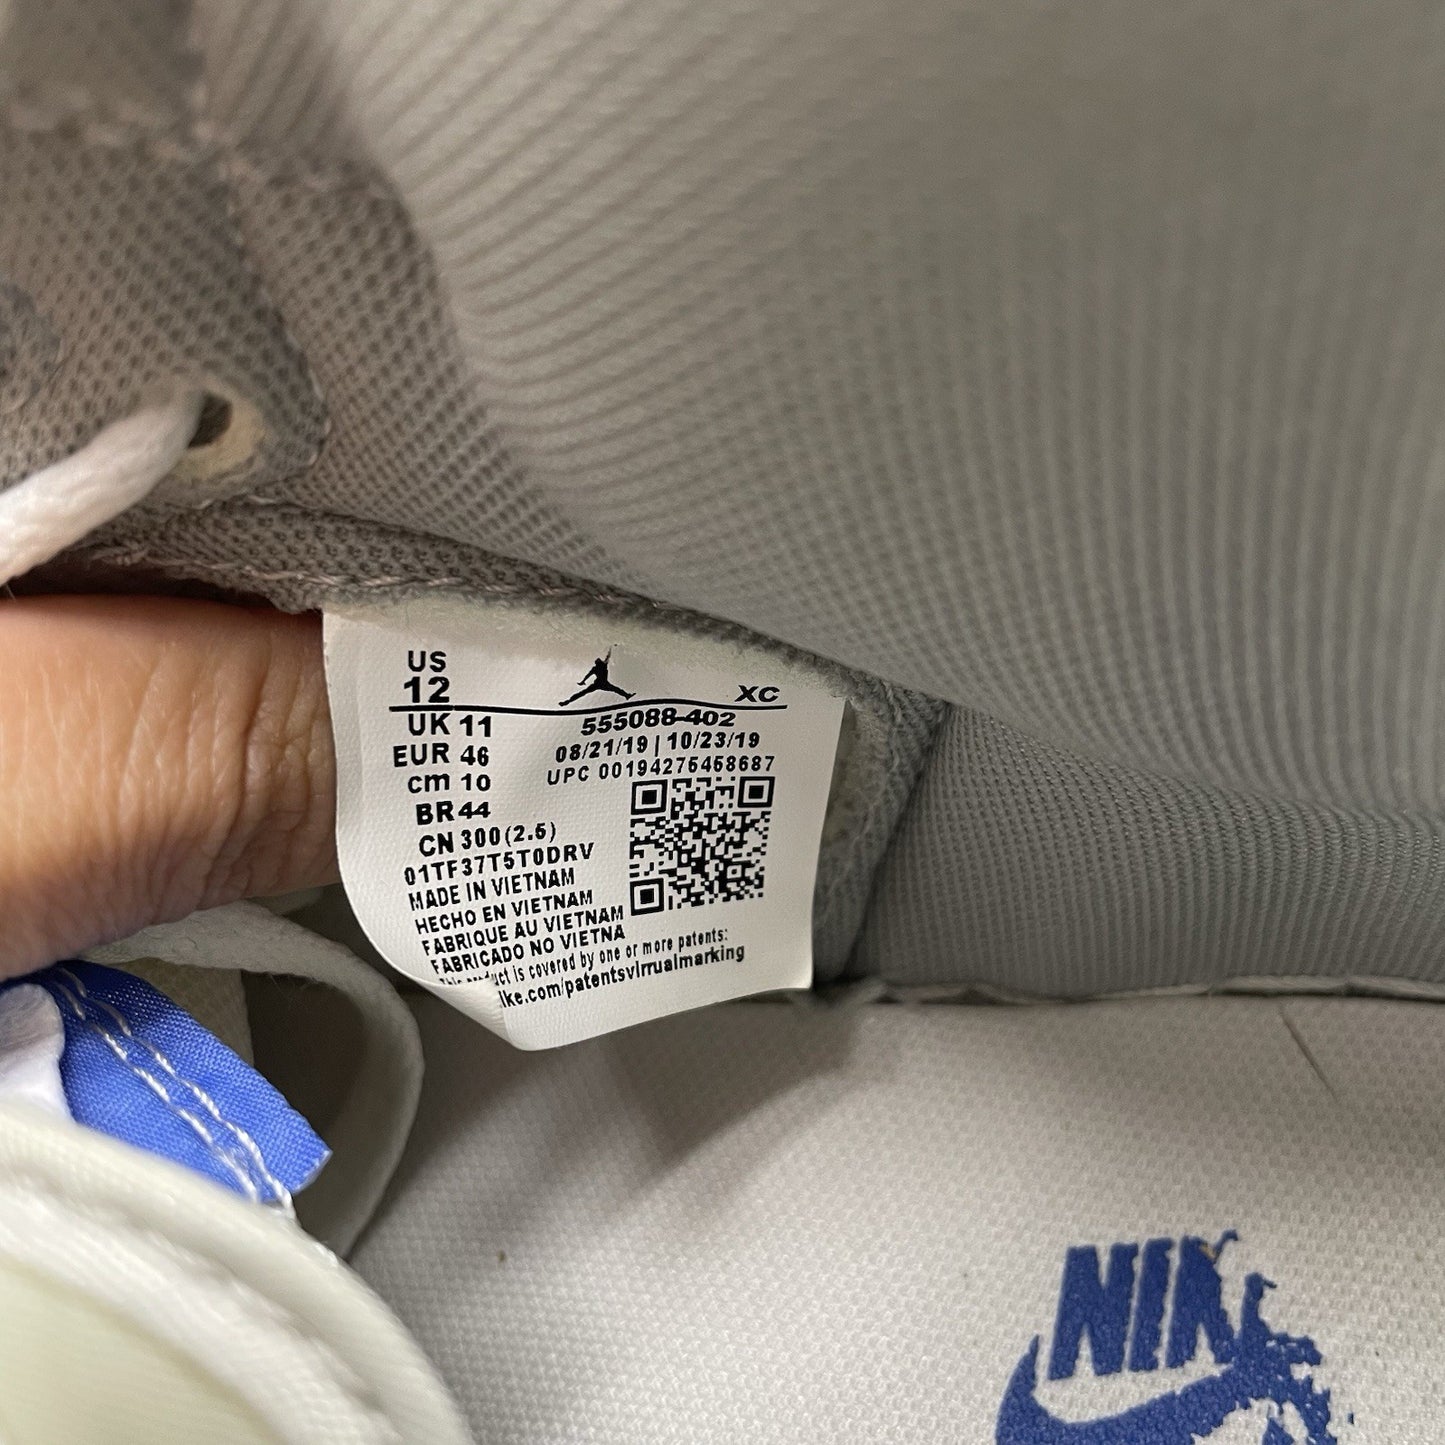 US
12
XC
UK 11
555088-402
EUR 46
08/21/19 | 10/23/19
cm 10
UPC 00194275458687
BR 44
CN 300 (2.5)
01TF37T5T0DRV
MADE IN VIETNAM
HECHO EN VIETNAM
FABRIQUE AU VIETNAM
FABRICADO NO VIETNA
This product is covered by one or more patents:
ike.com/patentsvirrualmarking
NIK